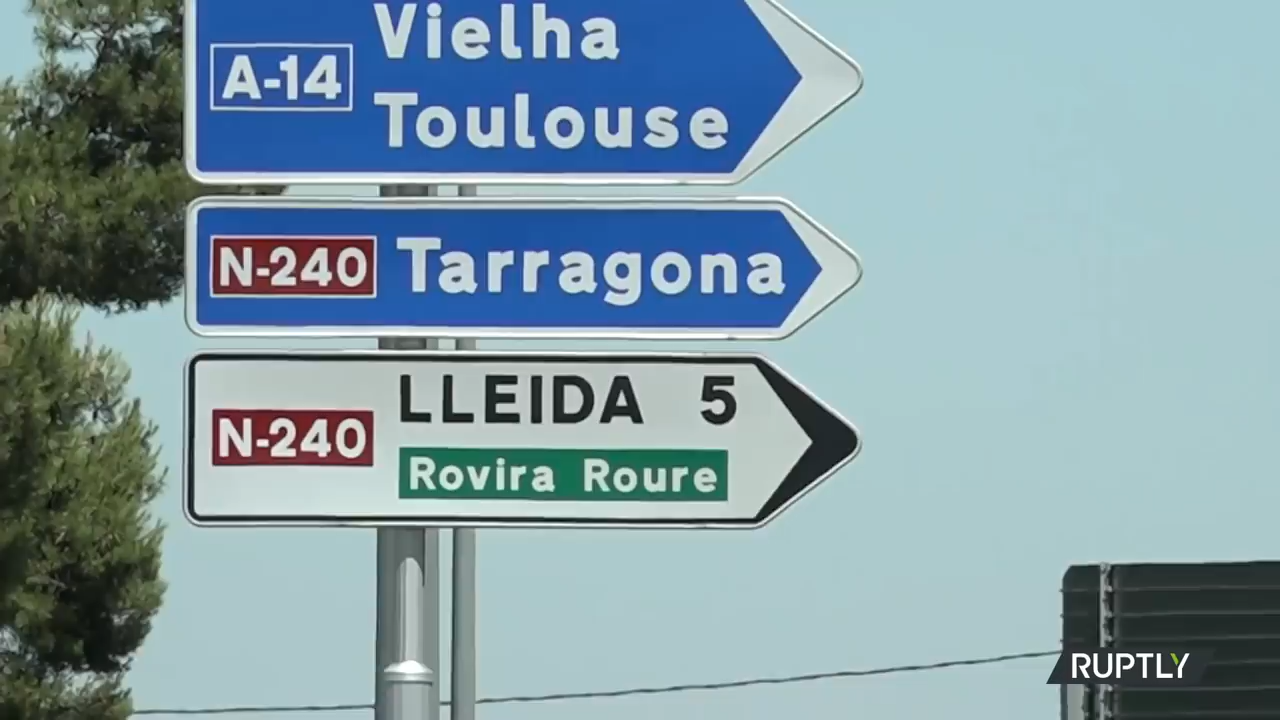 Vielha
A-14
Toulouse
N-240 Tarragona
LLEIDA 5
N-240
Rovira Roure
RUPTLY